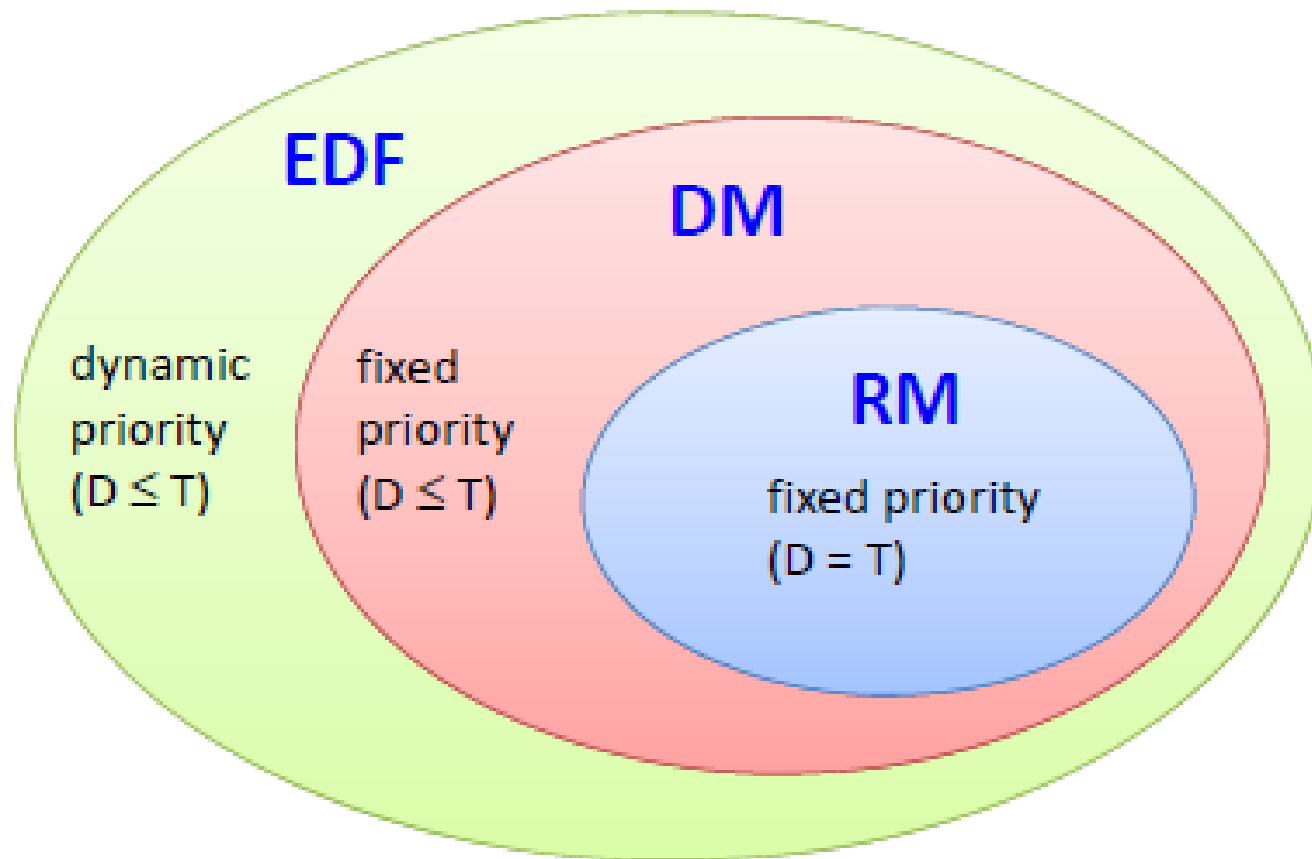 EDF
DM
dynamic
priority
(D ≤ T)
fixed
priority
(D ≤ T)
RM
fixed priority
(D = T)